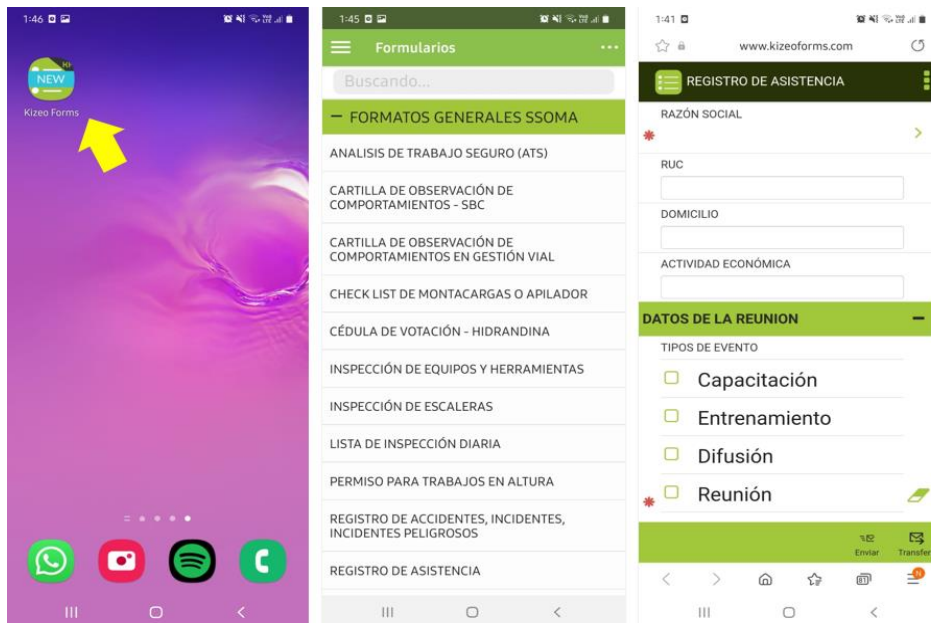 1:46
NEW
Kizeo Forms
1:45
Formularios
Buscando...
FORMATOS GENERALES SSOMA
ANALISIS DE TRABAJO SEGURO (ATS)
CARTILLA DE OBSERVACIÓN DE
COMPORTAMIENTOS - SBC
CARTILLA DE OBSERVACIÓN DE
COMPORTAMIENTOS EN GESTIÓN VIAL
CHECK LIST DE MONTACARGAS O APILADOR
CÉDULA DE VOTACIÓN - HIDRANDINA
INSPECCIÓN DE EQUIPOS Y HERRAMIENTAS
INSPECCIÓN DE ESCALERAS
LISTA DE INSPECCIÓN DIARIA
PERMISO PARA TRABAJOS EN ALTURA
REGISTRO DE ACCIDENTES, INCIDENTES,
INCIDENTES PELIGROSOS
REGISTRO DE ASISTENCIA
1:41
www.kizeoforms.com
REGISTRO DE ASISTENCIA
RAZÓN SOCIAL
RUC
DOMICILIO
ACTIVIDAD ECONÓMICA
DATOS DE LA REUNION
TIPOS DE EVENTO
Capacitación
Entrenamiento
Difusión
Reunión
Enviar Transfer
N